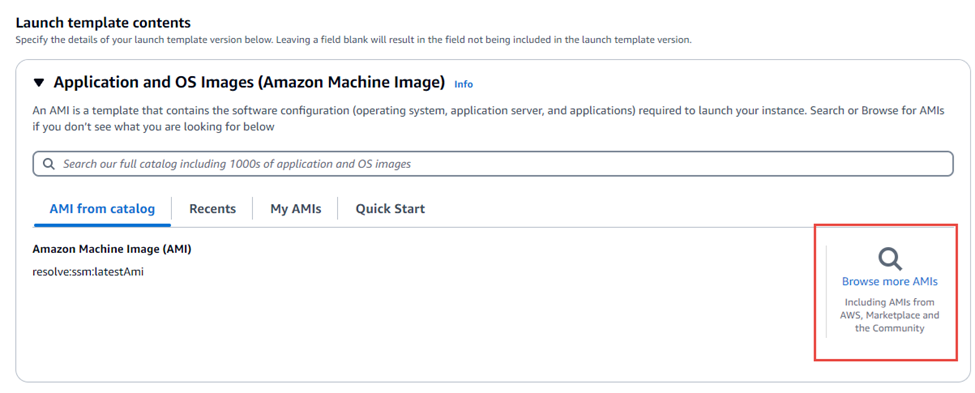 Launch template contents
Specify the details of your launch template version below. Leaving a field blank will result in the field not being included in the launch template version.
Application and OS Images (Amazon Machine Image) Info
An AMI is a template that contains the software configuration (operating system, application server, and applications) required to launch your instance. Search or Browse for AMIs
if you don't see what you are looking for below
Search our full catalog including 1000s of application and OS images
AMI from catalog Recents My AMIs Quick Start
Amazon Machine Image (AMI)
resolve:ssm:latestAmi
Browse more AMIs
Including AMIs from
AWS, Marketplace and
the Community